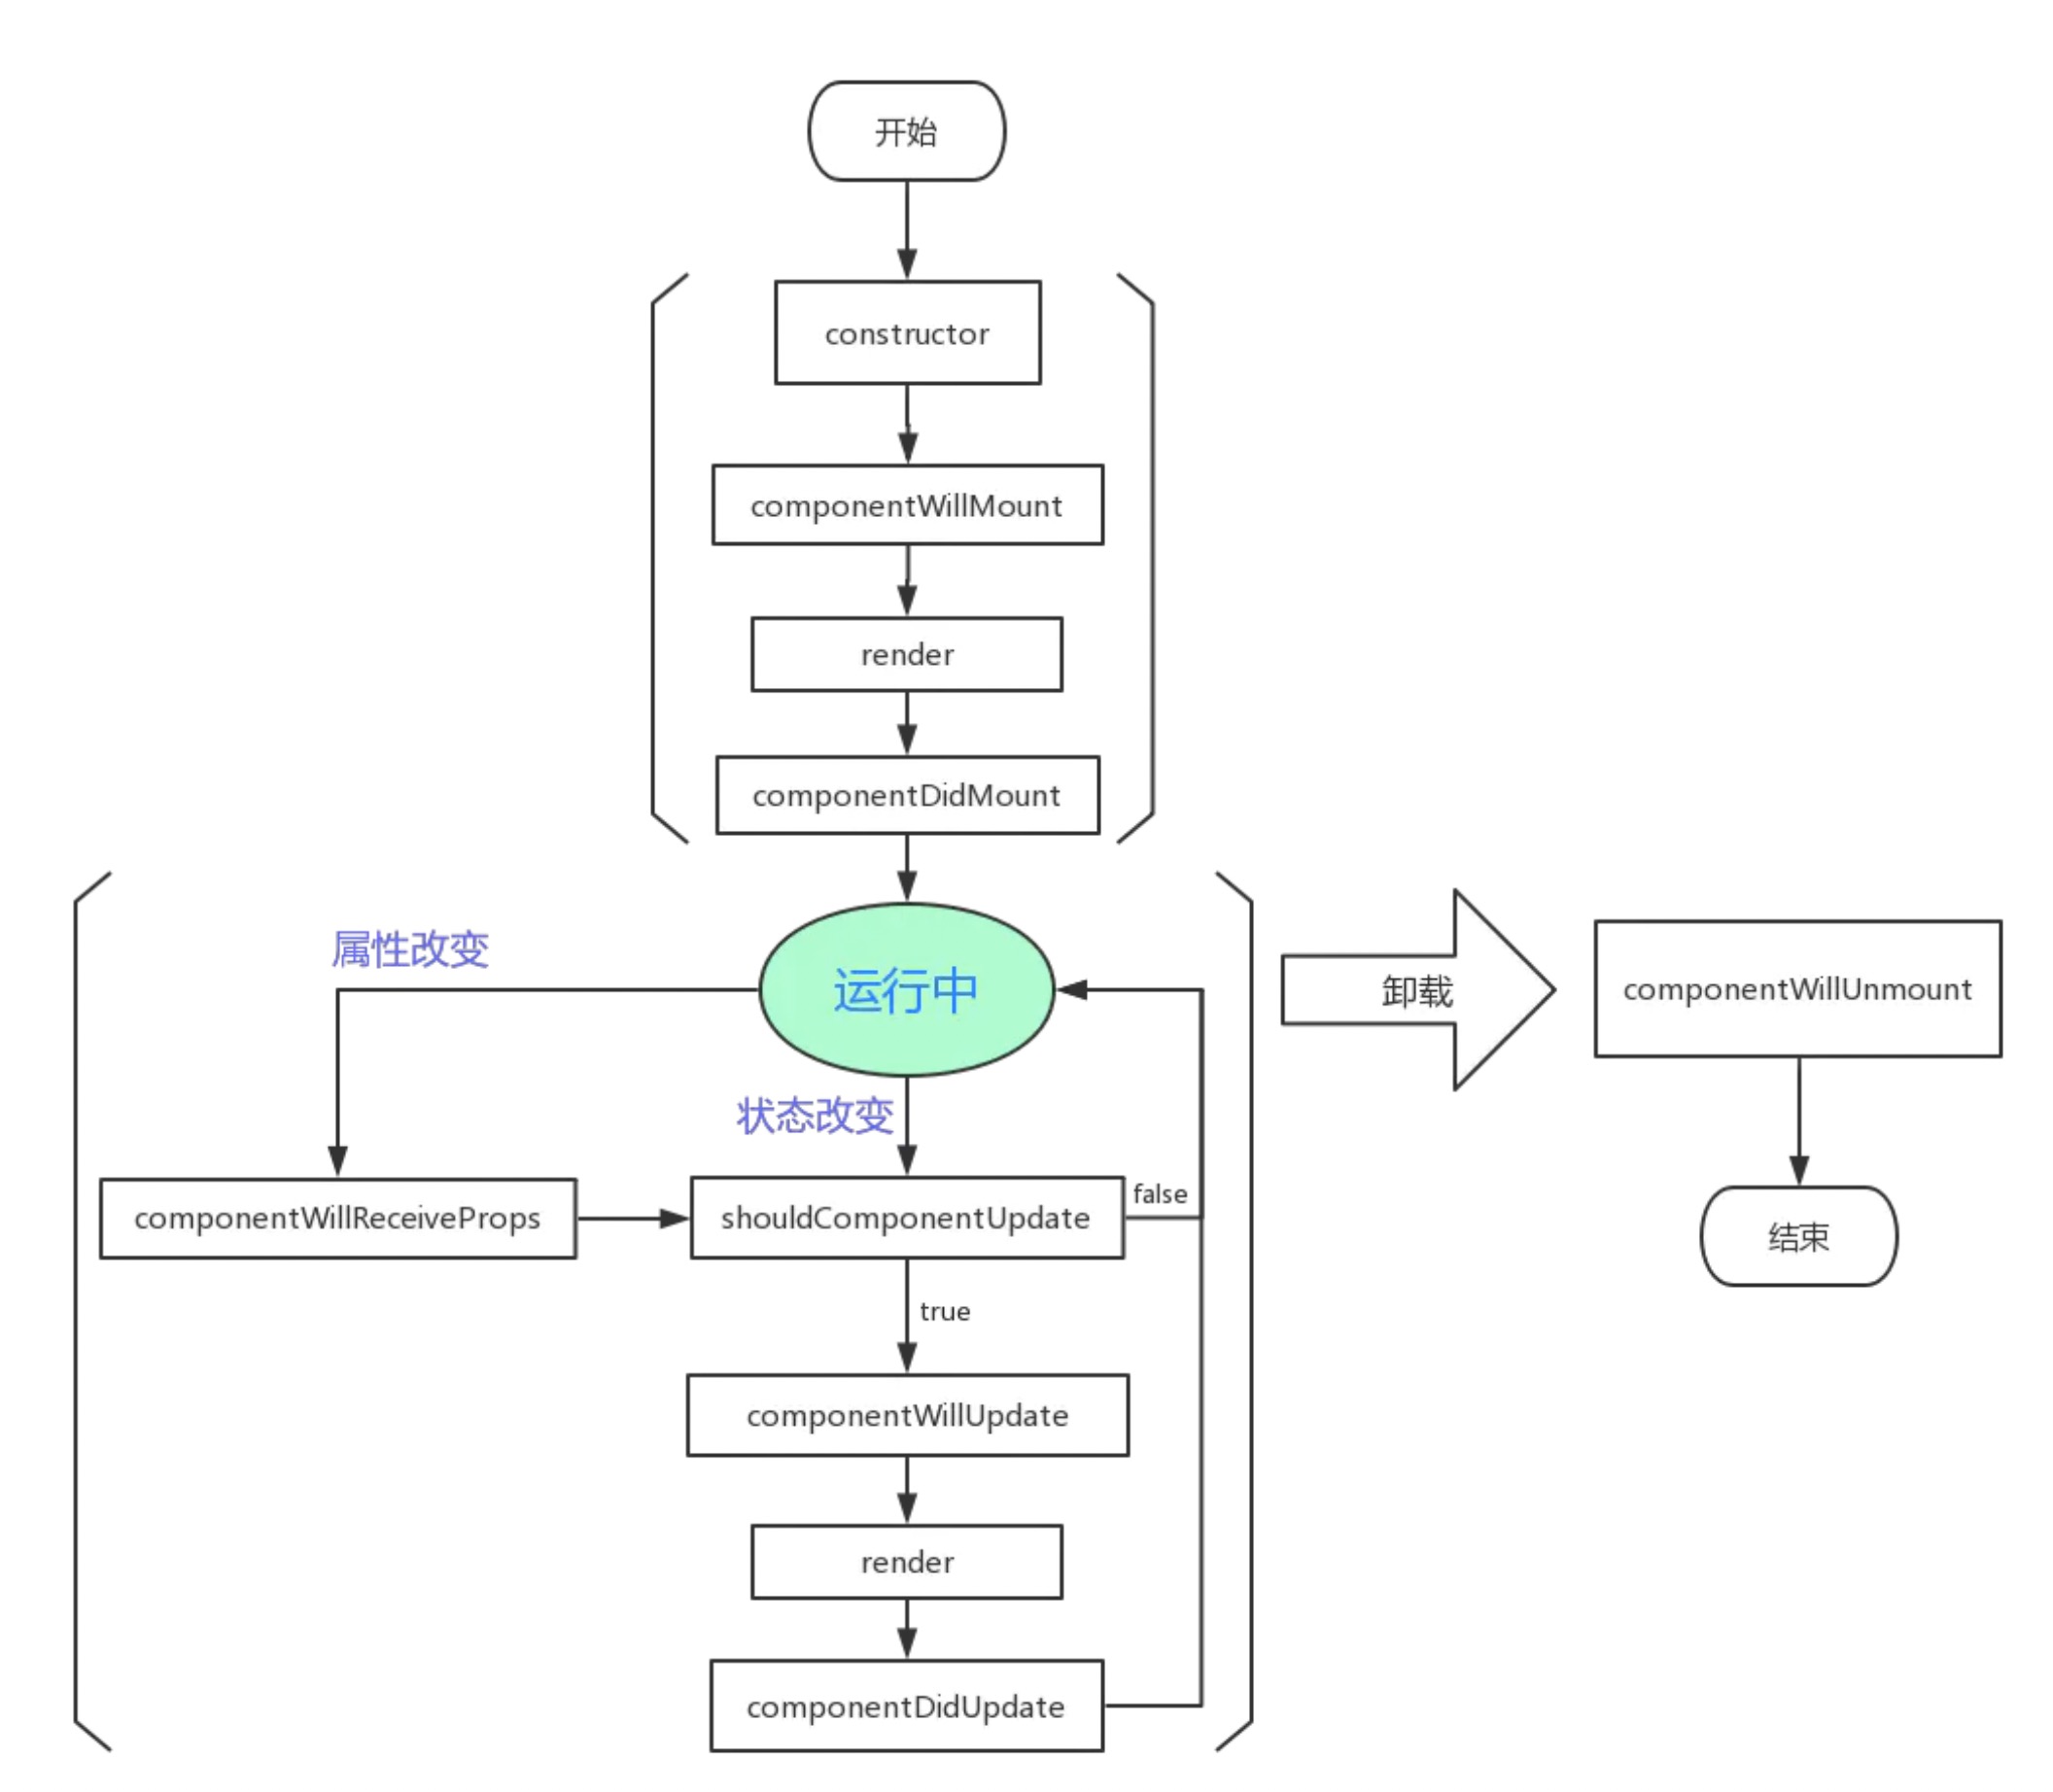 开始
constructor
componentWillMount
render
componentDidMount
属性改变
运行中
卸载
componentWillUnmount
状态改变
componentWillReceiveProps
shouldComponentUpdate
false
结束
true
componentWillUpdate
render
componentDidUpdate